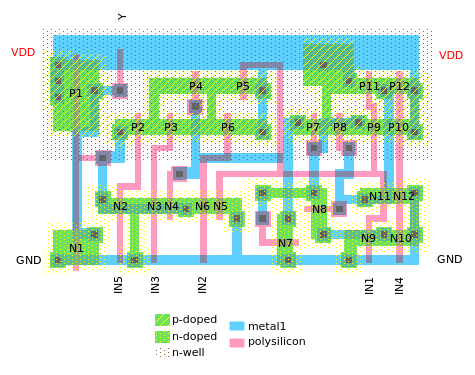 Y
VDD
VDD
P1
P4
P5
P11
P12
P2
P3
P6
P7
P8
P9
P10
N2
N3
N4
N6
N5
N8
N11
N12
N1
N7
N9
N10
GND
GND
IN5
IN3
IN2
IN1
IN4
p-doped
n-doped
n-well
metal1
polysilicon